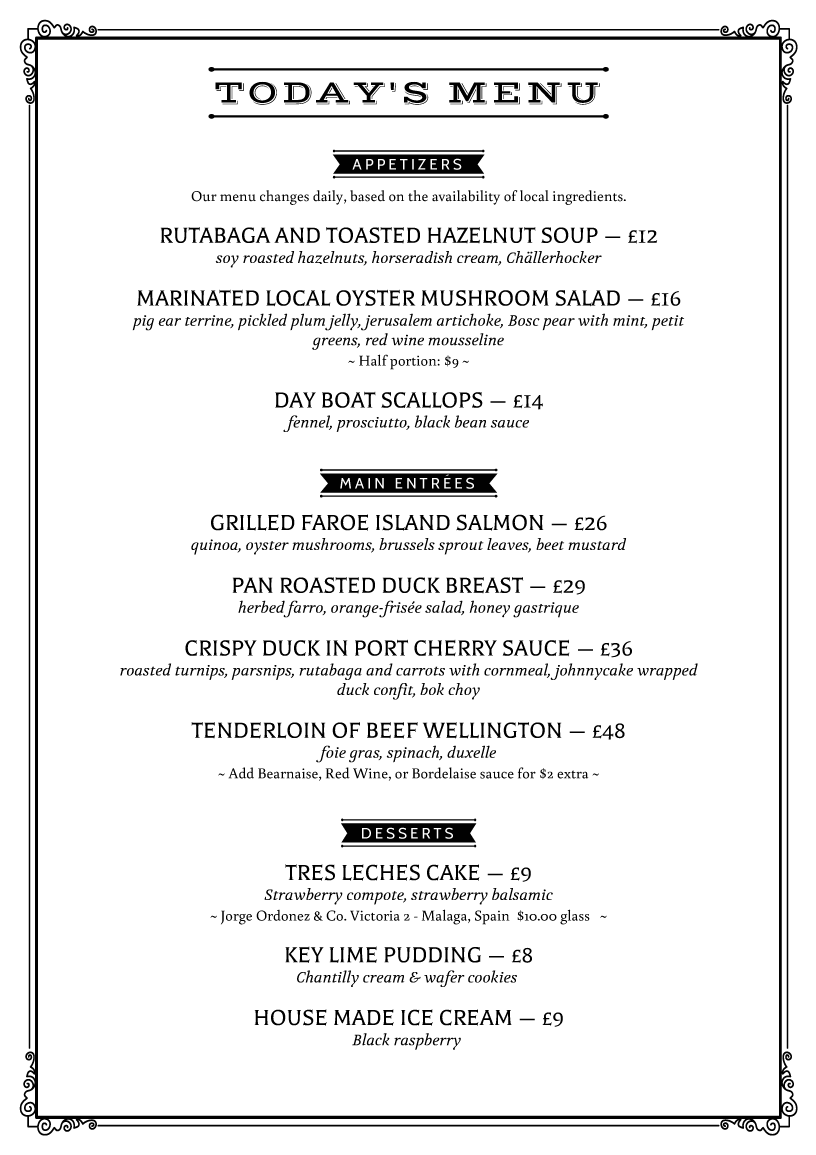 TODAY'S MENU
APPETIZERS
Our menu changes daily, based on the availability of local ingredients.
RUTABAGA AND TOASTED HAZELNUT SOUP — £12
soy roasted hazelnuts, horseradish cream, Chällerhocker
MARINATED LOCAL OYSTER MUSHROOM SALAD — £16
pig ear terrine, pickled plum jelly, jerusalem artichoke, Bosc pear with mint, petit
greens, red wine mousseline
~ Half portion: $9 ~
DAY BOAT SCALLOPS — £14
fennel, prosciutto, black bean sauce
MAIN ENTRÉES
GRILLED FAROE ISLAND SALMON — £26
quinoa, oyster mushrooms, brussels sprout leaves, beet mustard
PAN ROASTED DUCK BREAST — £29
herbed farro, orange-frisée salad, honey gastrique
CRISPY DUCK IN PORT CHERRY SAUCE — £36
roasted turnips, parsnips, rutabaga and carrots with cornmeal, johnnycake wrapped
duck confit, bok choy
TENDERLOIN OF BEEF WELLINGTON — £48
foie gras, spinach, duxelle
~ Add Bearnaise, Red Wine, or Bordelaise sauce for $2 extra ~
DESSERTS
TRES LECHES CAKE — £9
Strawberry compote, strawberry balsamic
~ Jorge Ordonez & Co. Victoria 2 - Malaga, Spain  $10.00 glass  ~
KEY LIME PUDDING — £8
Chantilly cream & wafer cookies
HOUSE MADE ICE CREAM — £9
Black raspberry